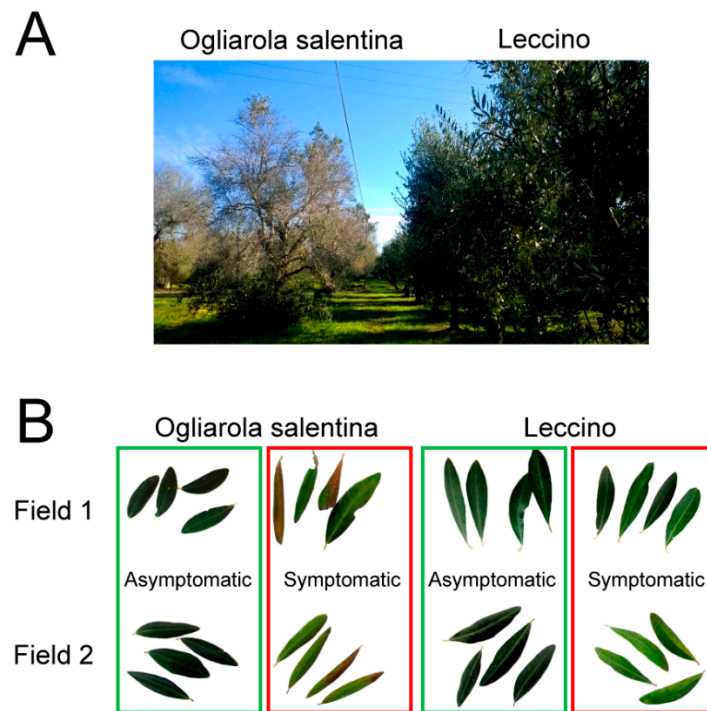 A
Ogliarola salentina Leccino
B
Ogliarola salentina Leccino
Field 1
Asymptomatic Symptomatic Asymptomatic Symptomatic
Field 2